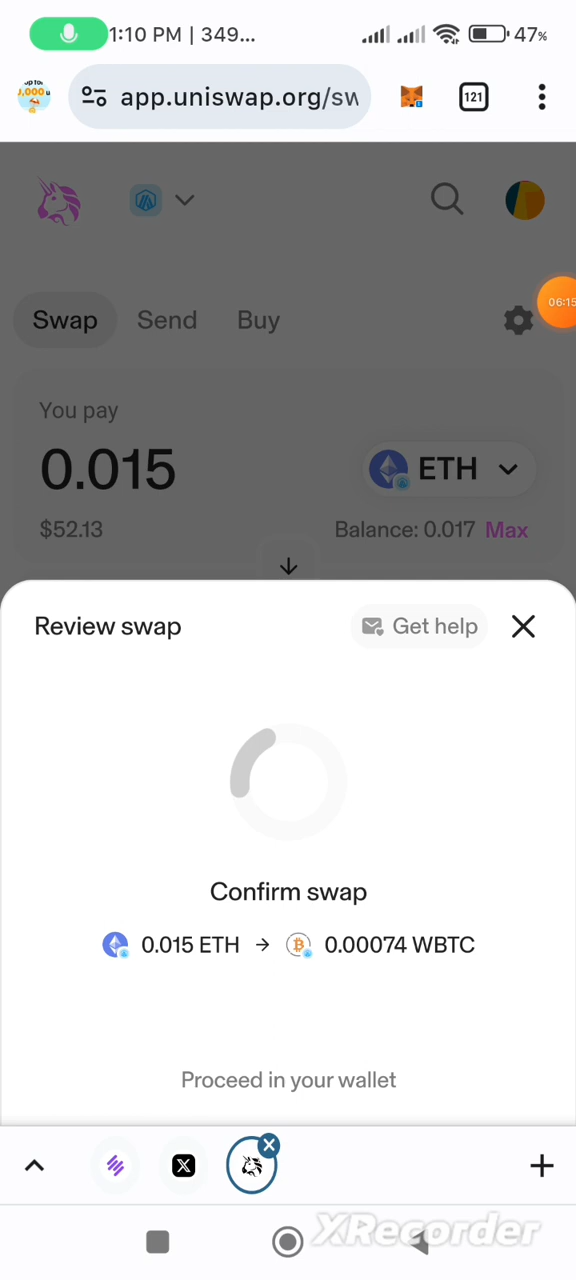 1:10 PM | 349...
47%
up to
app.uniswap.org/sw
121
Swap
Send
Buy
06:15
You pay
0.015
ETH
$52.13
Balance: 0.017 Max
Review swap
Get help
Confirm swap
0.015 ETH → 0.00074 WBTC
Proceed in your wallet
XRecorder